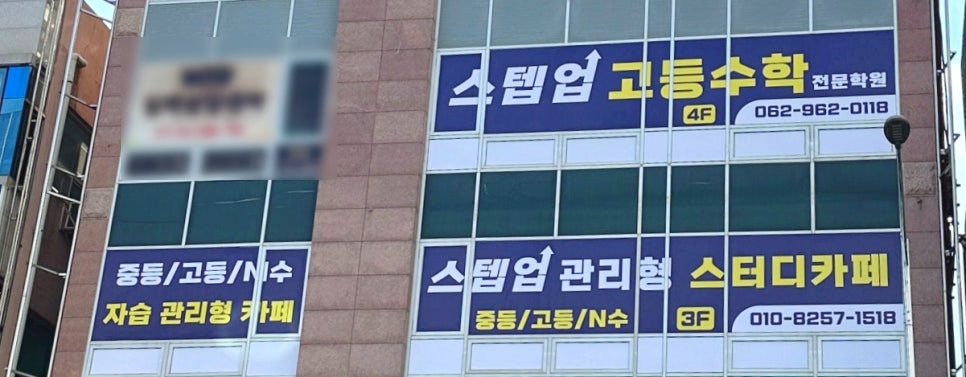 스텝업 고등수학 전문학원
4F 062-962-0118
중등/고등/N수
자습 관리형 카페
스텝업 관리형 스터디카페
중등/고등/N수 3F 010-8257-1518